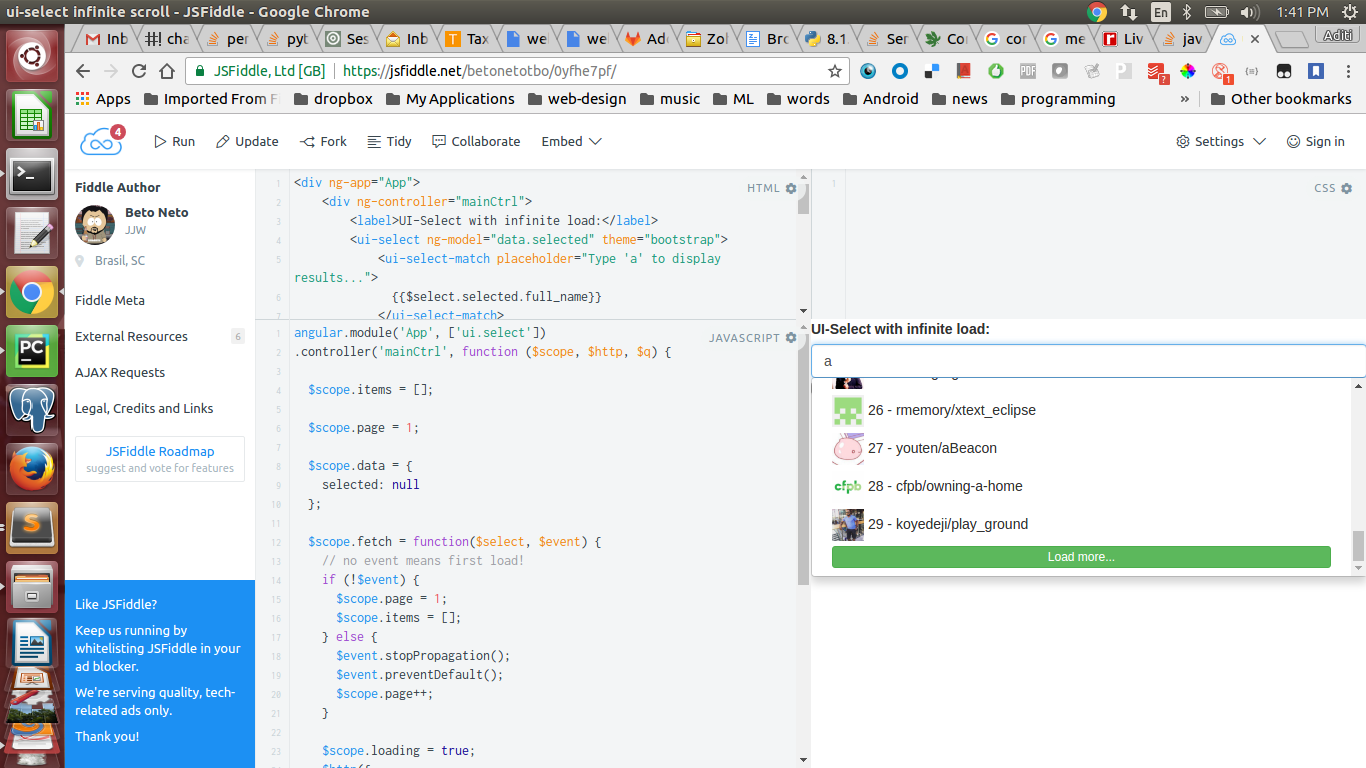 ui-select infinite scroll - JSFiddle - Google Chrome
En
1:41 PM
Inb
cha
per
pyt
Ses
Inb
Tax
we
we
Ado
Zol
Bro
8.1.
Ser
Co
cor
me
Liv
jav
Aditi
JSFiddle, Ltd [GB] https://jsfiddle.net/betonetotbo/0yfhe7pf/
PDF
?
1
Apps
Imported From F
dropbox
My Applications
web-design
music
ML
words
Android
news
programming
»
Other bookmarks
4
Run
Update
Fork
Tidy
Collaborate
Embed
Settings
Sign in
Fiddle Author
Beto Neto
JJW
Brasil, SC
Fiddle Meta
External Resources 6
AJAX Requests
Legal, Credits and Links
JSFiddle Roadmap
suggest and vote for features
Like JSFiddle?
Keep us running by
whitelisting JSFiddle in your
ad blocker.
We're serving quality, tech-
related ads only.
Thank you!
HTML
1 <div ng-app="App">
2 <div ng-controller="mainCtrl">
3 <label>UI-Select with infinite load:</label>
4 <ui-select ng-model="data.selected" theme="bootstrap">
5 <ui-select-match placeholder="Type 'a' to display
results...">
6 {{$select.selected.full_name}}
7 </ui-select-match>
JAVASCRIPT
1 angular.module('App', ['ui.select'])
2 .controller('mainCtrl', function ($scope, $http, $q) {
3
4 $scope.items = [];
5
6 $scope.page = 1;
7
8 $scope.data = {
9 selected: null
10 };
11
12 $scope.fetch = function($select, $event) {
13 // no event means first load!
14 if (!$event) {
15 $scope.page = 1;
16 $scope.items = [];
17 } else {
18 $event.stopPropagation();
19 $event.preventDefault();
20 $scope.page++;
21 }
22
23 $scope.loading = true;
$http({
1
CSS
UI-Select with infinite load:
a
26 - rmemory/xtext_eclipse
27 - youten/aBeacon
cfpb
28 - cfpb/owning-a-home
29 - koyedeji/play_ground
Load more...